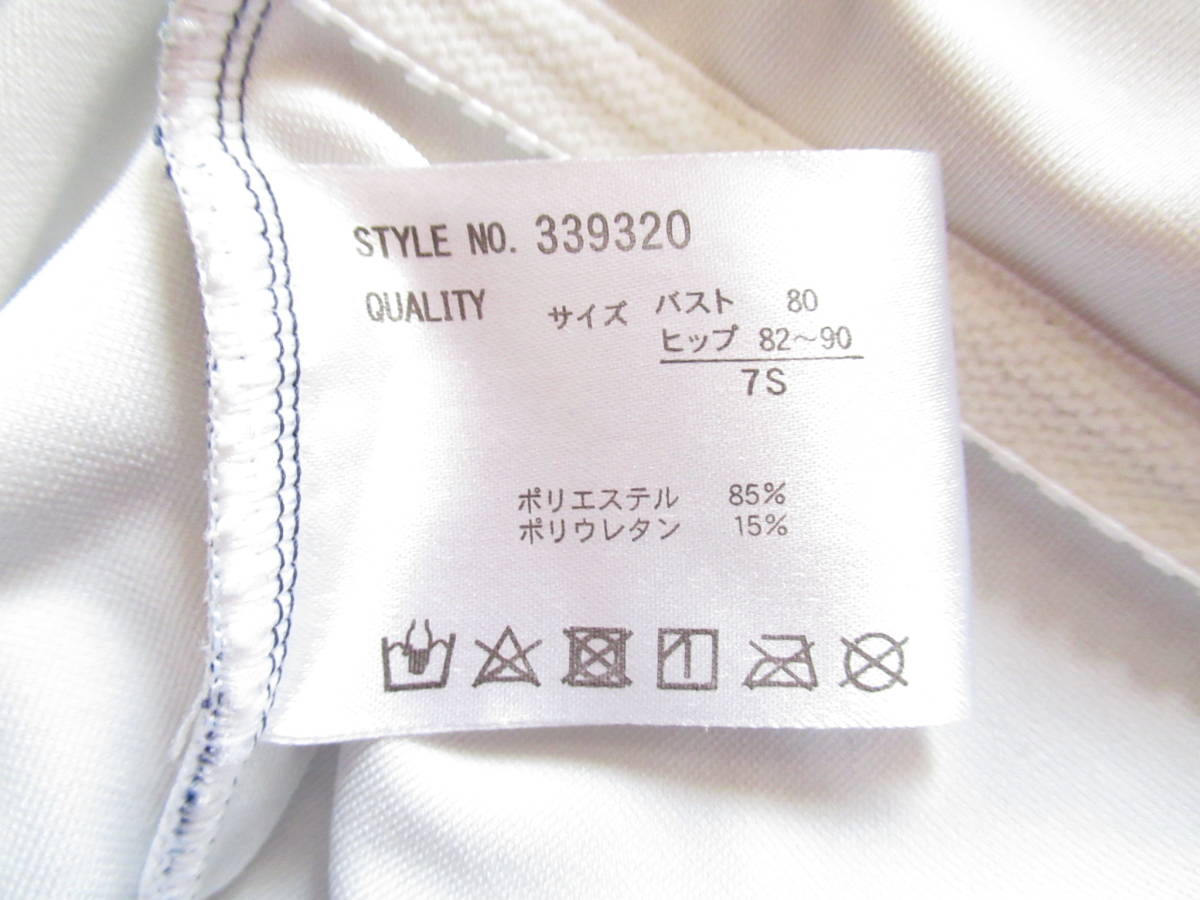 STYLE NO. 339320
QUALITY サイズ バスト 80
ヒップ 82〜90
7S
ポリエステル 85%
ポリウレタン 15%